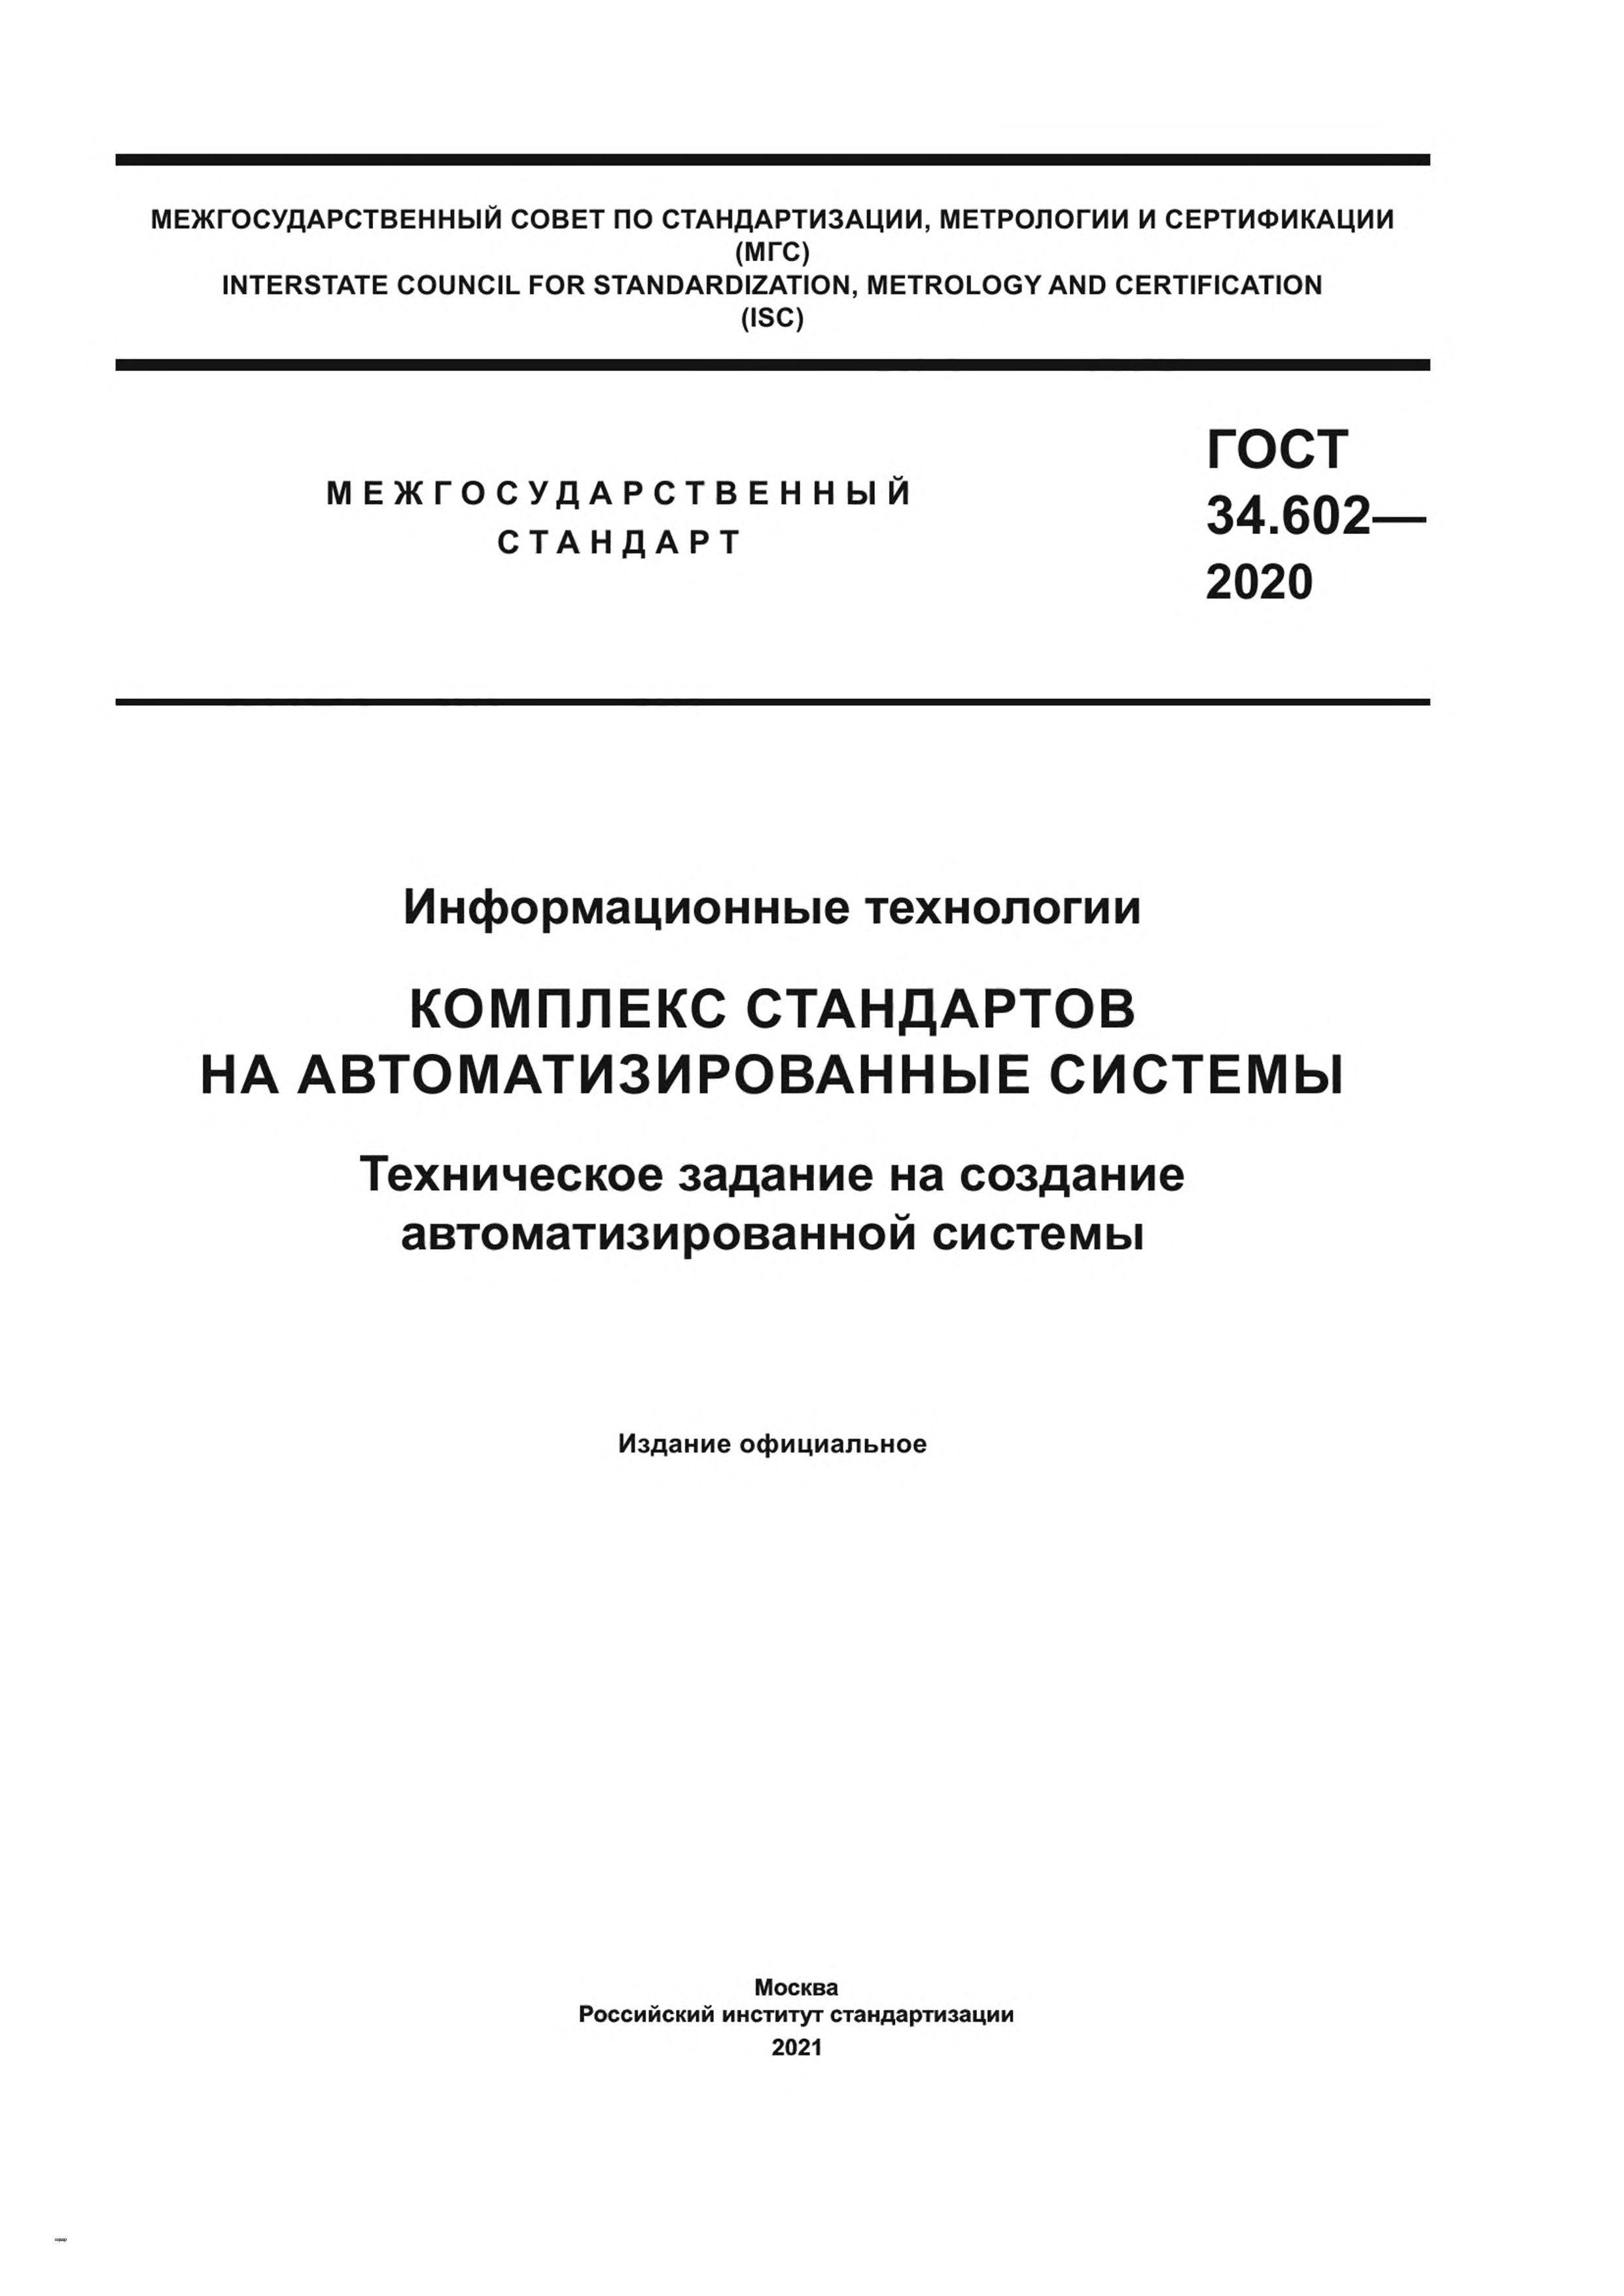 МЕЖГОСУДАРСТВЕННЫЙ СОВЕТ ПО СТАНДАРТИЗАЦИИ, МЕТРОЛОГИИ И СЕРТИФИКАЦИИ
(МГС)
INTERSTATE COUNCIL FOR STANDARDIZATION, METROLOGY AND CERTIFICATION
(ISC)
МЕЖГОСУДАРСТВЕННЫЙ
СТАНДАРТ
ГОСТ
34.602—
2020
Информационные технологии
КОМПЛЕКС СТАНДАРТОВ
НА АВТОМАТИЗИРОВАННЫЕ СИСТЕМЫ
Техническое задание на создание
автоматизированной системы
Издание официальное
Москва
Российский институт стандартизации
2021